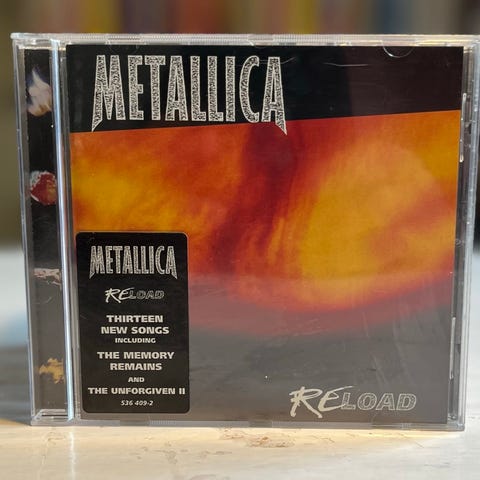 METALLICA
METALLICA
RELOAD
THIRTEEN
NEW SONGS
INCLUDING
THE MEMORY
REMAINS
AND
THE UNFORGIVEN II
536 409-2
RELOAD